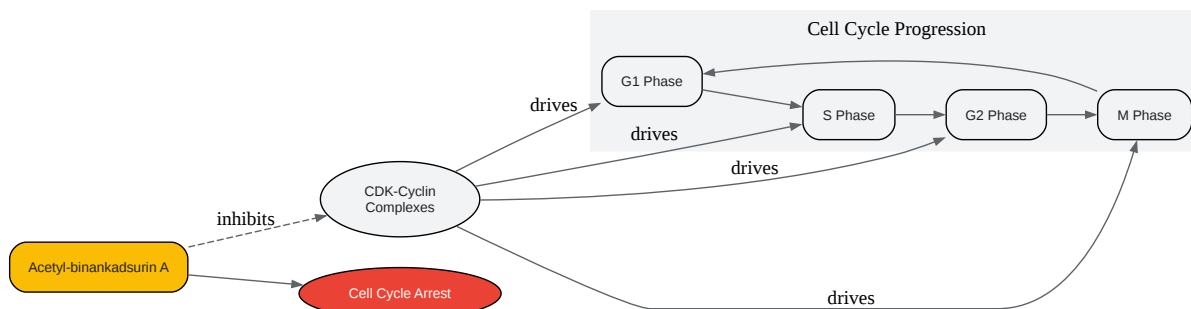 Cell Cycle Progression
G1 Phase
drives
S Phase
G2 Phase
M Phase
drives
drives
CDK-Cyclin
Complexes
inhibits
Acetyl-binankadsurin A
Cell Cycle Arrest
drives